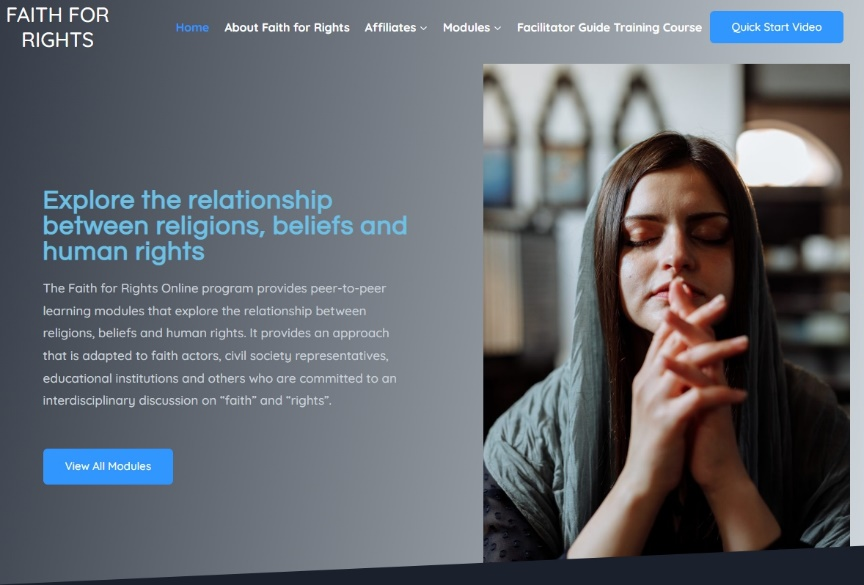 FAITH FOR
RIGHTS
Home About Faith for Rights Affiliates Modules Facilitator Guide Training Course Quick Start Video
Explore the relationship
between religions, beliefs and
human rights
The Faith for Rights Online program provides peer-to-peer
learning modules that explore the relationship between
religions, beliefs and human rights. It provides an approach
that is adapted to faith actors, civil society representatives,
educational institutions and others who are committed to an
interdisciplinary discussion on “faith” and “rights”.
View All Modules